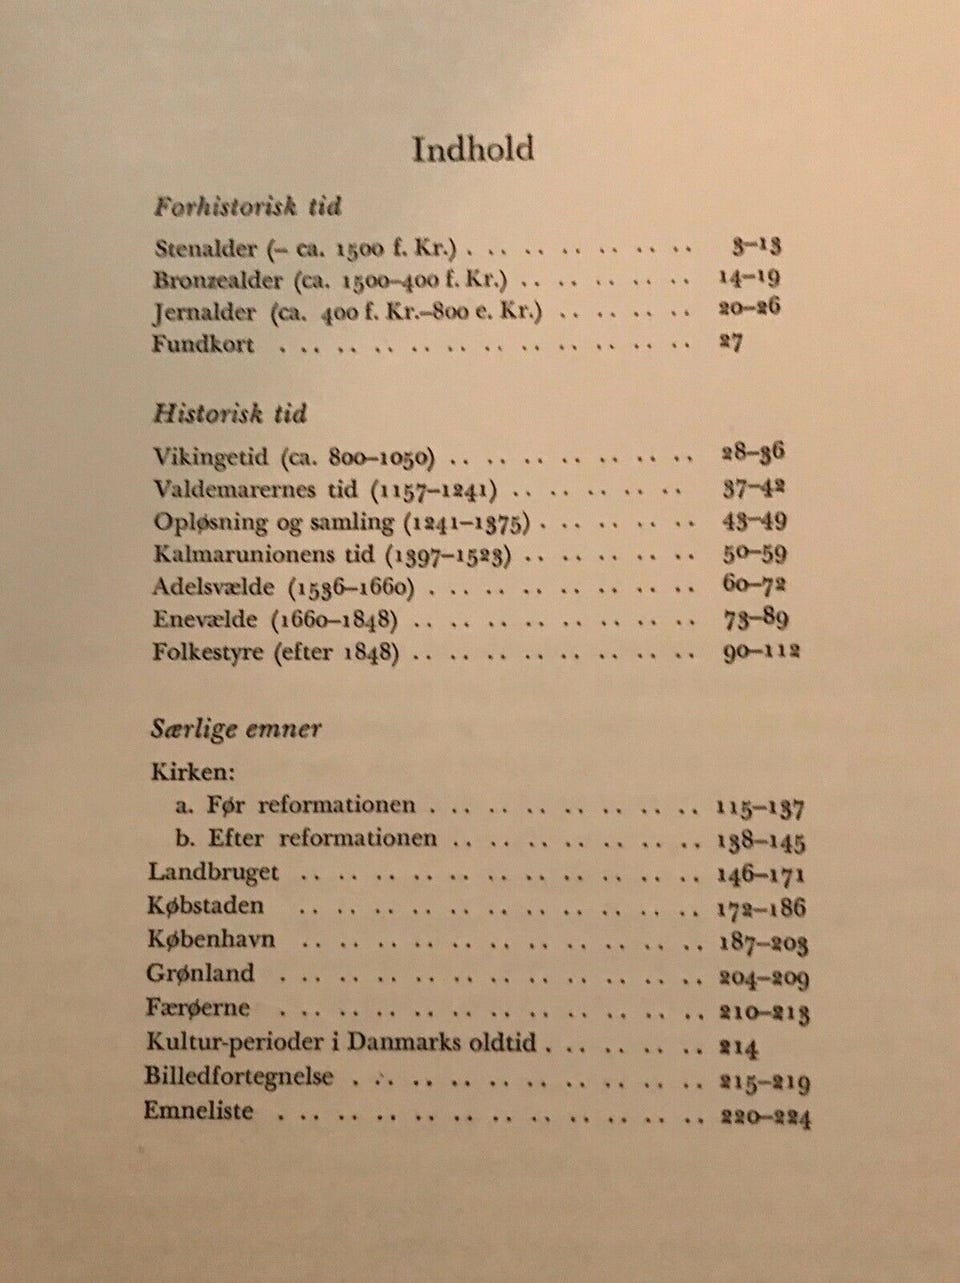 Indhold
Forhistorisk tid
Stenalder (– ca. 1500 f. Kr.) . .. .. .. .. .. .. 3–13
Bronzealder (ca. 1500–400 f. Kr.) .. .. .. .. .. 14–19
Jernalder (ca. 400 f. Kr.–800 e. Kr.) .. .. .. .. 20–26
Fundkort . .. .. .. .. .. .. .. .. .. .. .. 27
Historisk tid
Vikingetid (ca. 800–1050) .. .. .. .. .. .. .. 28–36
Valdemarernes tid (1157–1241) .. .. .. .. .. 37–42
Opløsning og samling (1241–1375) . .. .. .. .. 43–49
Kalmarunionens tid (1397–1523) .. .. .. .. .. 50–59
Adelsvælde (1536–1660) . .. .. .. .. .. .. .. 60–72
Enevælde (1660–1848) .. .. .. .. .. .. .. .. 73–89
Folkestyre (efter 1848) .. .. .. .. .. .. .. .. 90–112
Særlige emner
Kirken:
a. Før reformationen . .. .. .. .. .. .. .. 115–137
b. Efter reformationen .. .. .. .. .. .. .. 138–145
Landbruget .. .. .. .. .. .. .. .. .. .. .. 146–171
Købstaden .. .. .. .. .. .. .. .. .. .. .. 172–186
København .. .. .. .. .. .. .. .. .. .. .. 187–203
Grønland . .. .. .. .. .. .. .. .. .. .. .. 204–209
Færøerne . .. .. .. .. .. .. .. .. .. .. .. 210–213
Kultur-perioder i Danmarks oldtid . .. .. .. .. 214
Billedfortegnelse . .. .. .. .. .. .. .. .. .. 215–219
Emneliste . .. .. .. .. .. .. .. .. .. .. .. 220–224